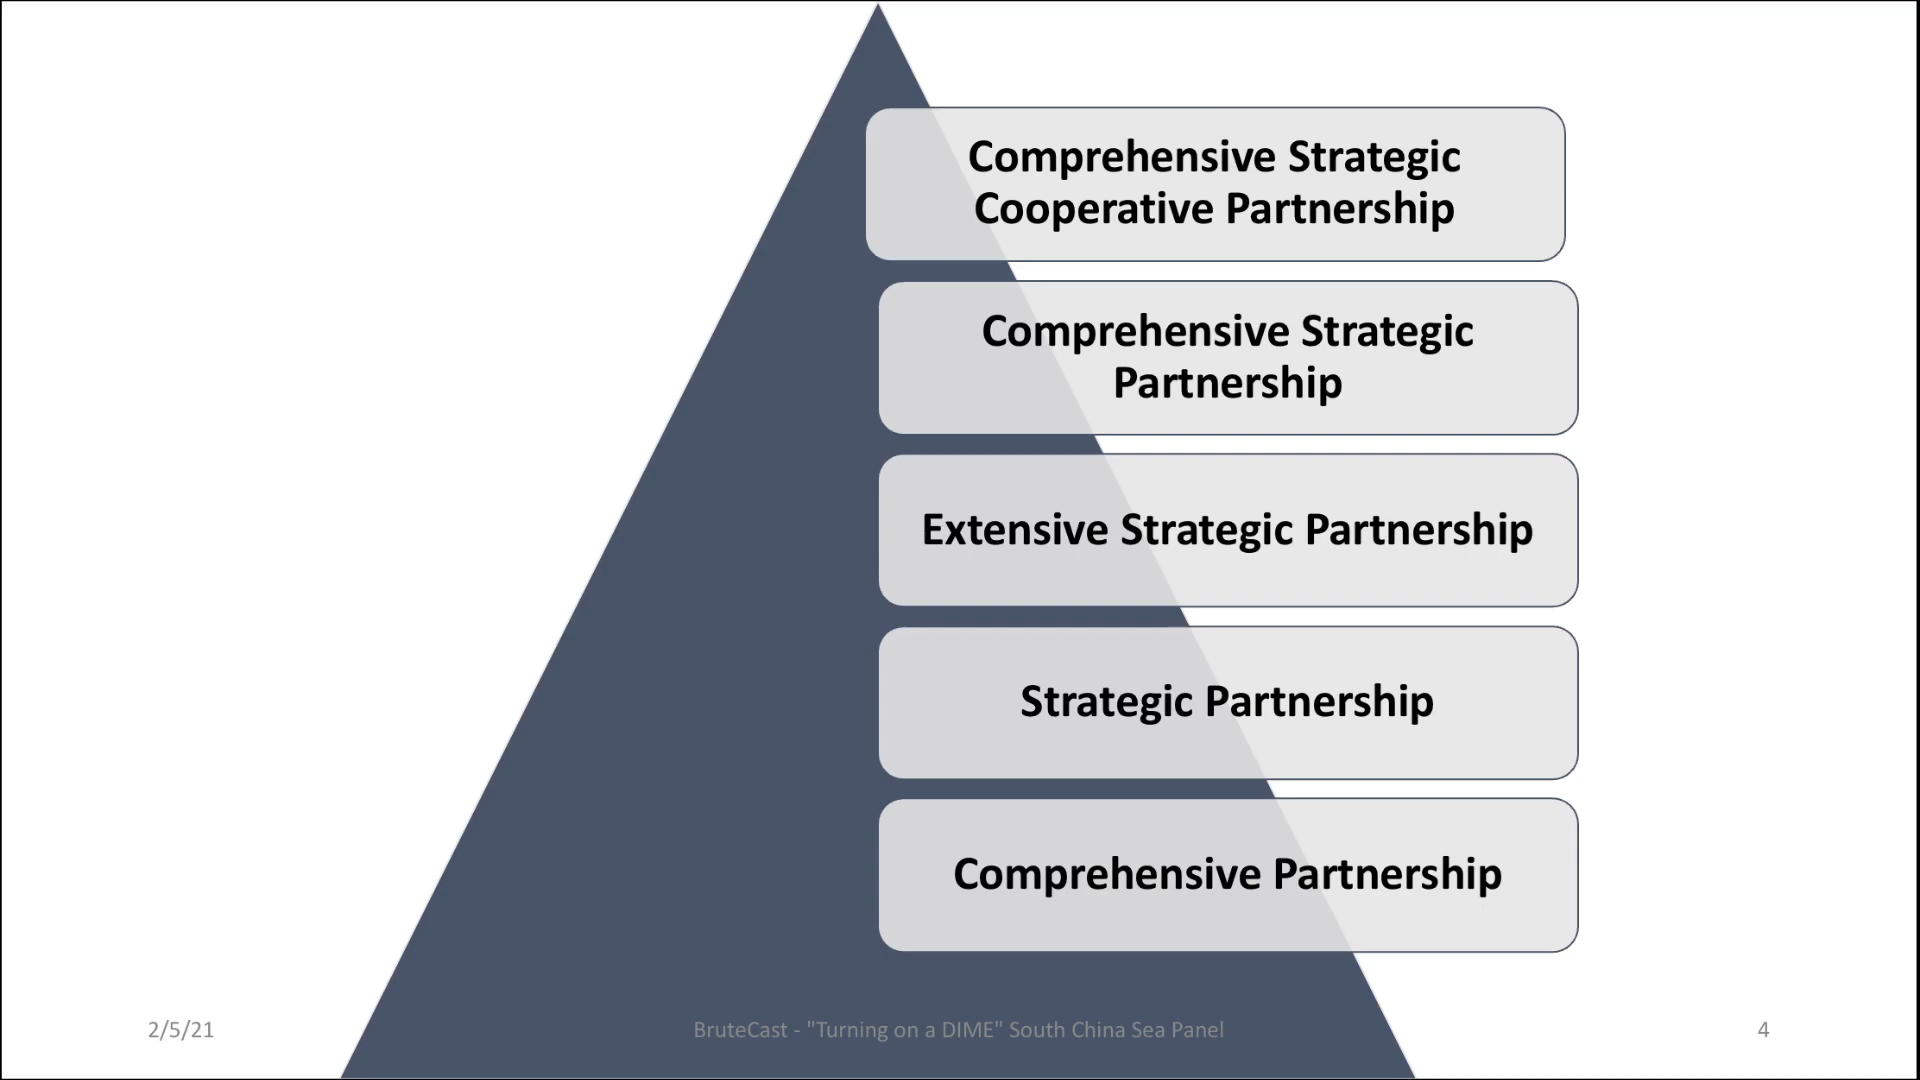 Comprehensive Strategic
Cooperative Partnership
Comprehensive Strategic
Partnership
Extensive Strategic Partnership
Strategic Partnership
Comprehensive Partnership
2/5/21
BruteCast - "Turning on a DIME" South China Sea Panel
4